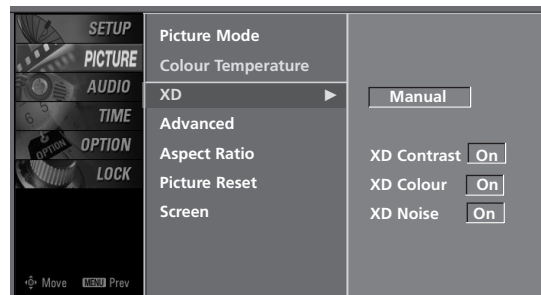 SETUP
PICTURE
AUDIO
TIME
OPTION
LOCK
Move MENU Prev
Picture Mode
Colour Temperature
XD ►
Advanced
Aspect Ratio
Picture Reset
Screen
Manual
XD Contrast On
XD Colour On
XD Noise On